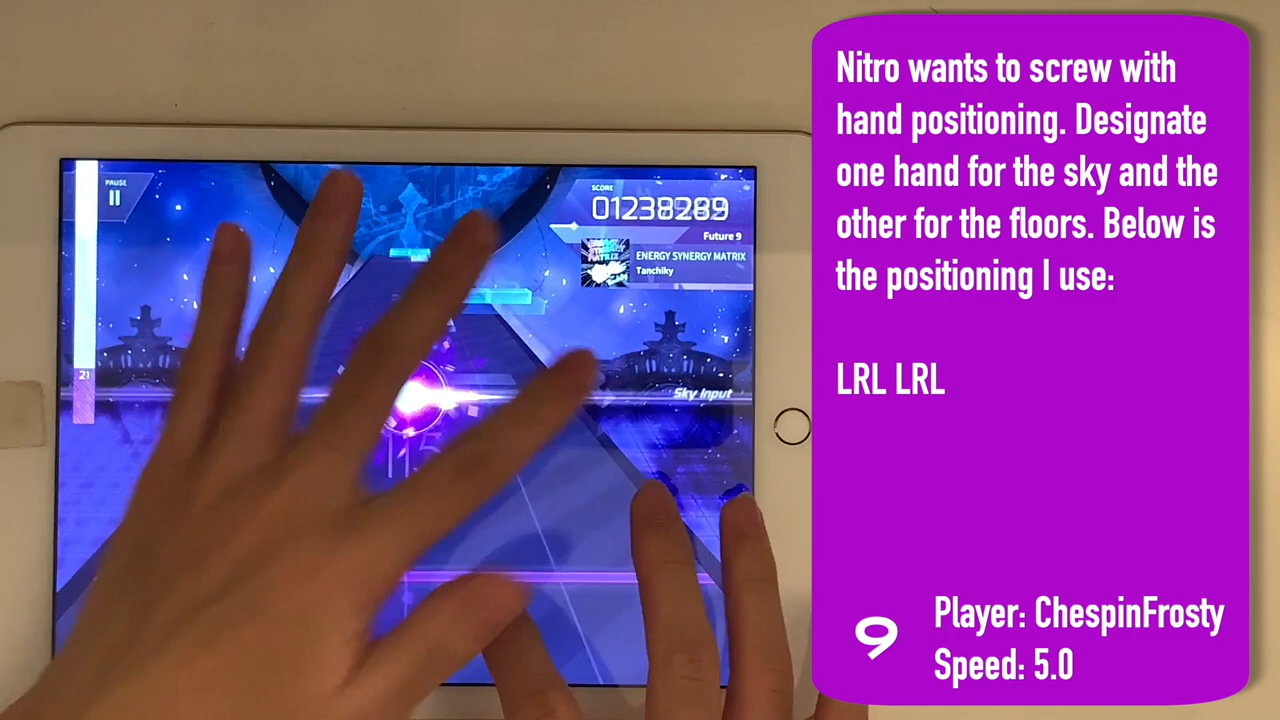 PAUSE
SCORE
01238289
Future 9
ENERGY SYNERGY MATRIX
Tanchiky
21
Sky Input
Nitro wants to screw with
hand positioning. Designate
one hand for the sky and the
other for the floors. Below is
the positioning I use:
LRL LRL
9
Player: ChespinFrosty
Speed: 5.0